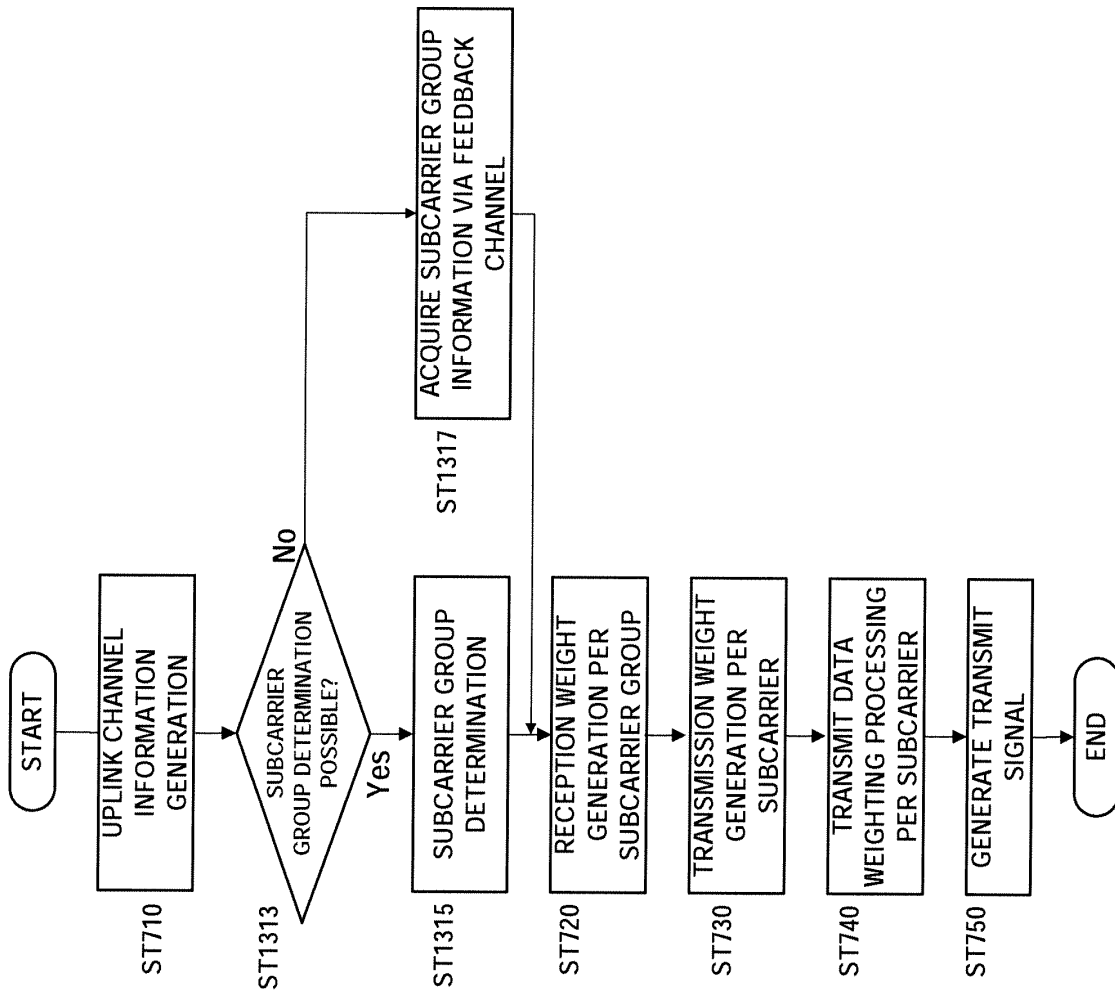 START
ST710
UPLINK CHANNEL
INFORMATION
GENERATION
ST1313
SUBCARRIER
GROUP DETERMINATION
POSSIBLE?
No
Yes
ST1315
SUBCARRIER GROUP
DETERMINATION
ST1317
ACQUIRE SUBCARRIER GROUP
INFORMATION VIA FEEDBACK
CHANNEL
ST720
RECEPTION WEIGHT
GENERATION PER
SUBCARRIER GROUP
ST730
TRANSMISSION WEIGHT
GENERATION PER
SUBCARRIER
ST740
TRANSMIT DATA
WEIGHTING PROCESSING
PER SUBCARRIER
ST750
GENERATE TRANSMIT
SIGNAL
END